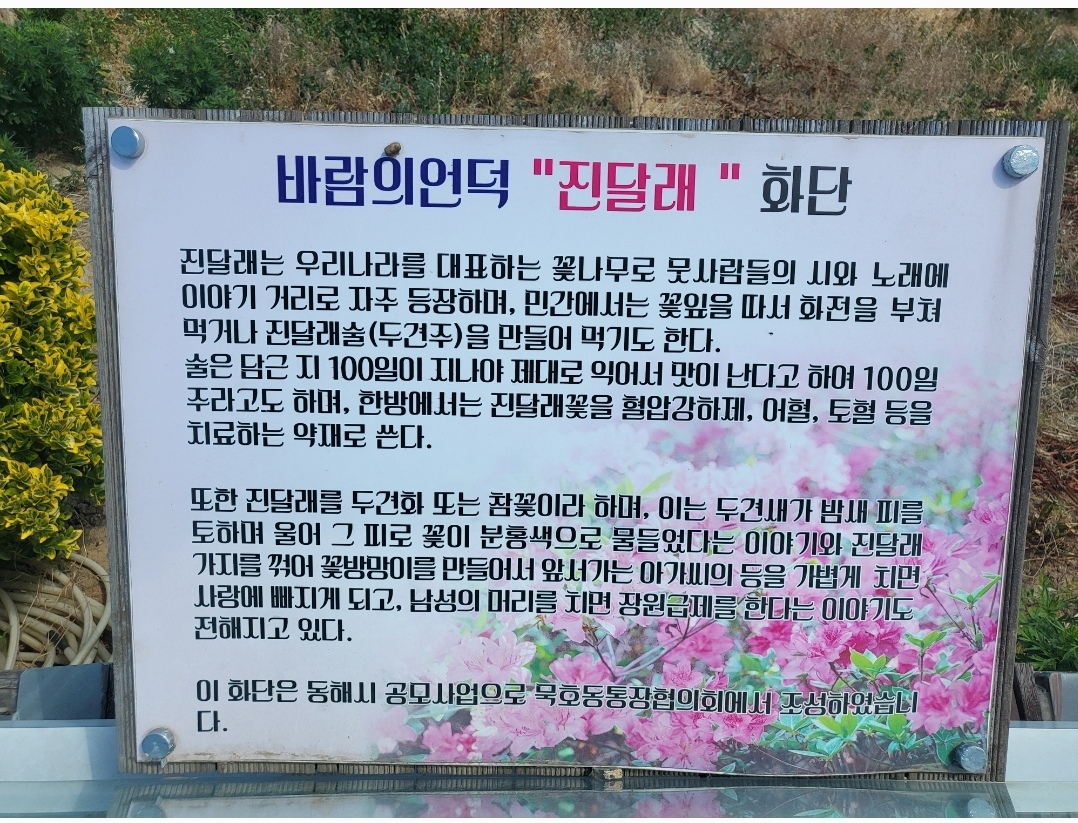 바람의언덕 "진달래 " 화단
진달래는 우리나라를 대표하는 꽃나무로 뭇사람들의 시와 노래에
이야기 거리로 자주 등장하며, 민간에서는 꽃잎을 따서 화전을 부쳐
먹거나 진달래술(두견주)을 만들어 먹기도 한다.
술은 담근 지 100일이 지나야 제대로 익어서 맛이 난다고 하여 100일
주라고도 하며, 한방에서는 진달래꽃을 혈압강하제, 어혈, 토혈 등을
치료하는 약재로 쓴다.
또한 진달래를 두견화 또는 참꽃이라 하며, 이는 두견새가 밤새 피를
토하며 울어 그 피로 꽃이 분홍색으로 물들었다는 이야기와 진달래
가지를 꺾어 꽃방망이를 만들어서 앞서가는 아가씨의 등을 가볍게 치면
사랑에 빠지게 되고, 남성의 머리를 치면 장원급제를 한다는 이야기도
전해지고 있다.
이 화단은 동해시 공모사업으로 묵호동통장협의회에서 조성하였습니
다.